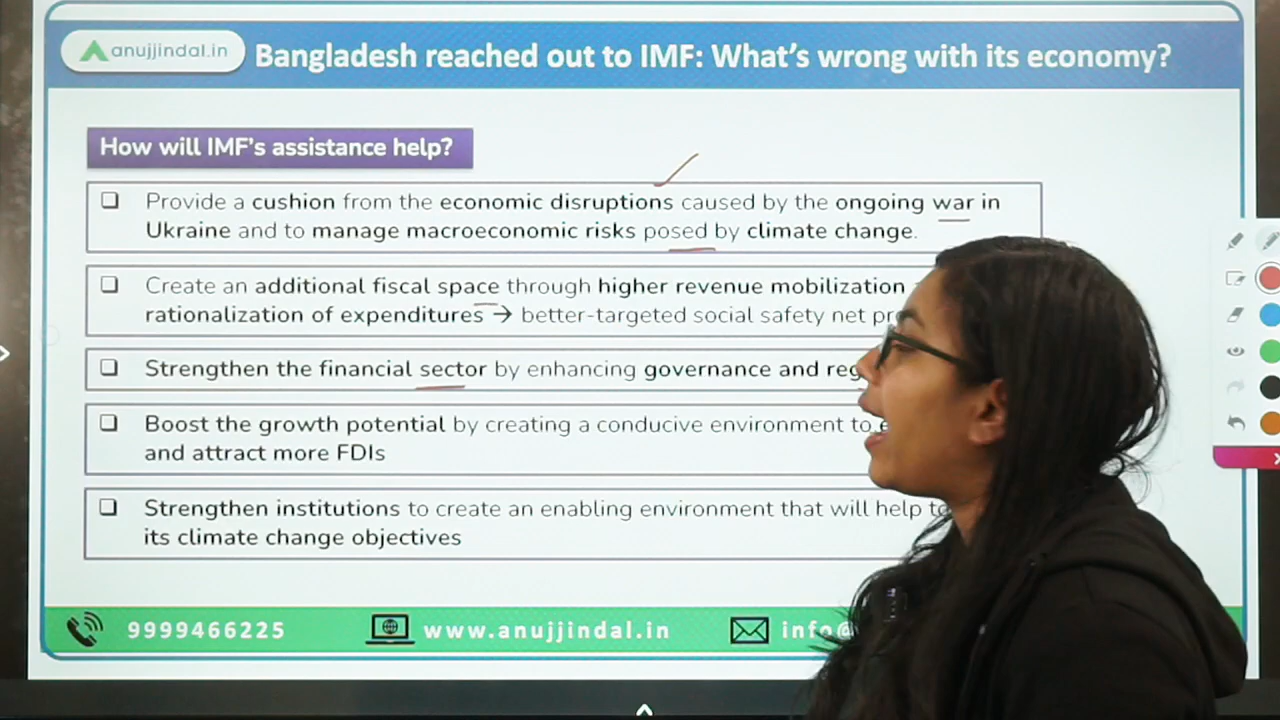 anujjindal.in
Bangladesh reached out to IMF: What's wrong with its economy?
How will IMF's assistance help?
Provide a cushion from the economic disruptions caused by the ongoing war in
Ukraine and to manage macroeconomic risks posed by climate change.
Create an additional fiscal space through higher revenue mobilization
rationalization of expenditures → better-targeted social safety net
Strengthen the financial sector by enhancing governance and
Boost the growth potential by creating a conducive environment to
and attract more FDIs
Strengthen institutions to create an enabling environment that will help
its climate change objectives
9999466225
www.anujjindal.in
info@